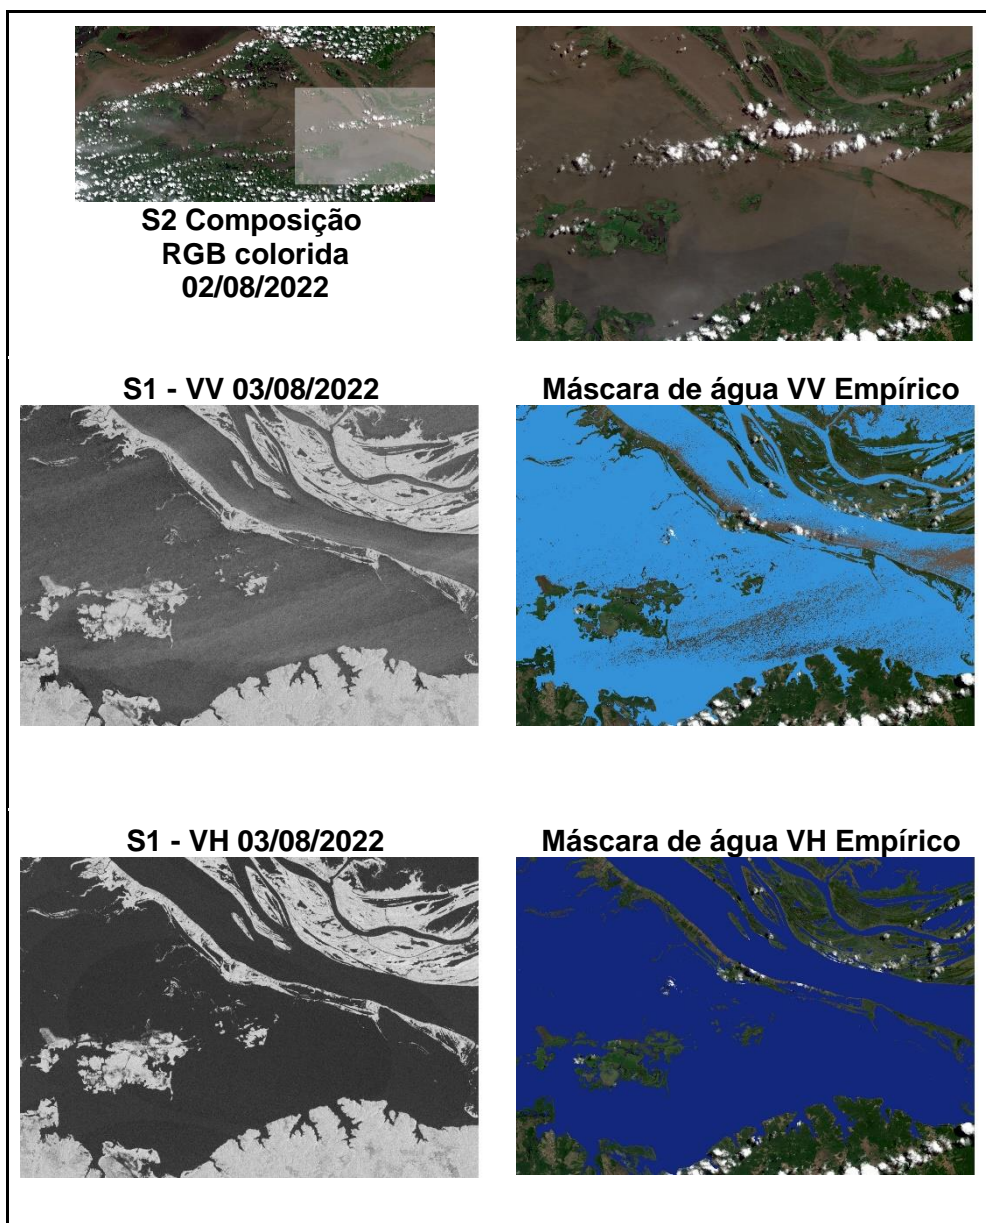 S2 Composição
RGB colorida
02/08/2022
S1 - VV 03/08/2022
Máscara de água VV Empírico
S1 - VH 03/08/2022
Máscara de água VH Empírico